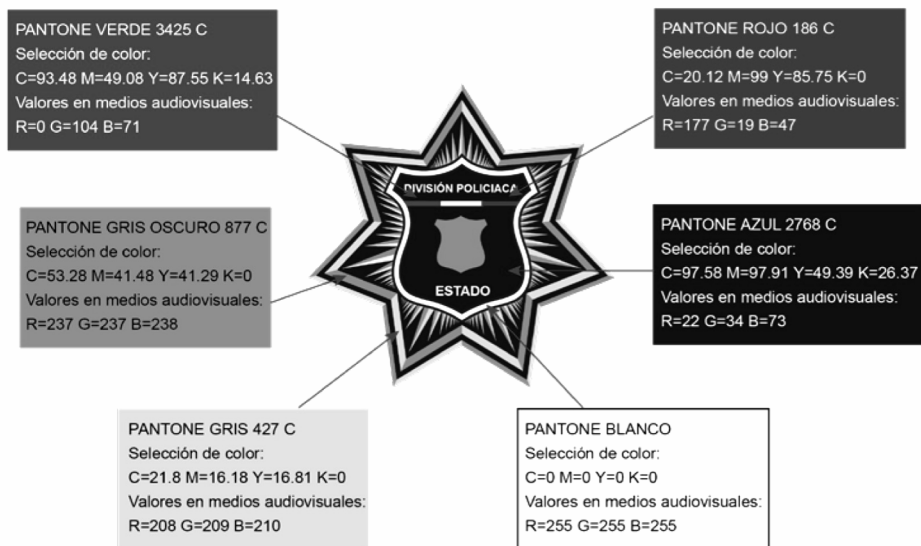 PANTONE VERDE 3425 C
Selección de color:
C=93.48 M=49.08 Y=87.55 K=14.63
Valores en medios audiovisuales:
R=0 G=104 B=71
PANTONE ROJO 186 C
Selección de color:
C=20.12 M=99 Y=85.75 K=0
Valores en medios audiovisuales:
R=177 G=19 B=47
DIVISIÓN POLICIACA
ESTADO
PANTONE GRIS OSCURO 877 C
Selección de color:
C=53.28 M=41.48 Y=41.29 K=0
Valores en medios audiovisuales:
R=237 G=237 B=238
PANTONE AZUL 2768 C
Selección de color:
C=97.58 M=97.91 Y=49.39 K=26.37
Valores en medios audiovisuales:
R=22 G=34 B=73
PANTONE GRIS 427 C
Selección de color:
C=21.8 M=16.18 Y=16.81 K=0
Valores en medios audiovisuales:
R=208 G=209 B=210
PANTONE BLANCO
Selección de color:
C=0 M=0 Y=0 K=0
Valores en medios audiovisuales:
R=255 G=255 B=255